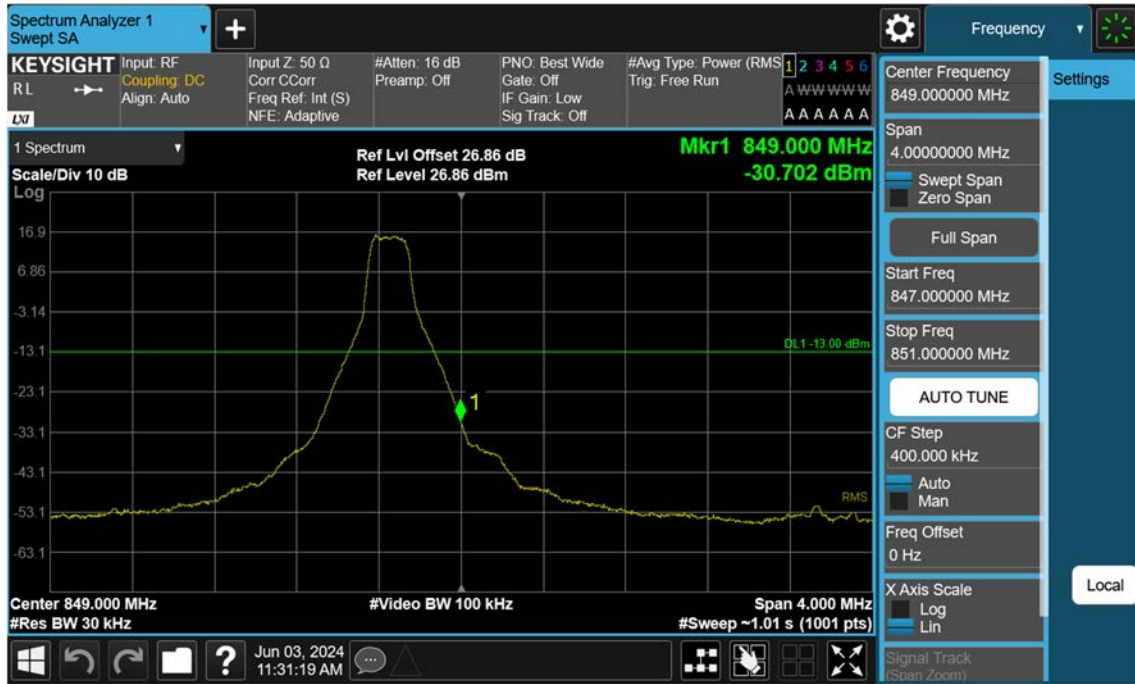 Spectrum Analyzer 1
Swept SA
+
Frequency
KEYSIGHT
R L
LXI
Input: RF
Coupling: DC
Align: Auto
Input Z: 50 Ω
Corr CCorr
Freq Ref: Int (S)
NFE: Adaptive
#Atten: 16 dB
Preamp: Off
PNO: Best Wide
Gate: Off
IF Gain: Low
Sig Track: Off
#Avg Type: Power (RMS
Trig: Free Run
1 2 3 4 5 6
A W W W W W
A A A A A A
1 Spectrum
Scale/Div 10 dB
Ref Lvl Offset 26.86 dB
Ref Level 26.86 dBm
Mkr1 849.000 MHz
-30.702 dBm
Log
16.9
6.86
-3.14
-13.1
-23.1
-33.1
-43.1
-53.1
-63.1
DL1 -13.00 dBm
1
RMS
Center 849.000 MHz
#Video BW 100 kHz
Span 4.000 MHz
#Res BW 30 kHz
#Sweep ~1.01 s (1001 pts)
Center Frequency
849.000000 MHz
Settings
Span
4.00000000 MHz
Swept Span
Zero Span
Full Span
Start Freq
847.000000 MHz
Stop Freq
851.000000 MHz
AUTO TUNE
CF Step
400.000 kHz
Auto
Man
Freq Offset
0 Hz
X Axis Scale
Log
Lin
Local
Signal Track
(Span Zoom)
?
Jun 03, 2024
11:31:19 AM